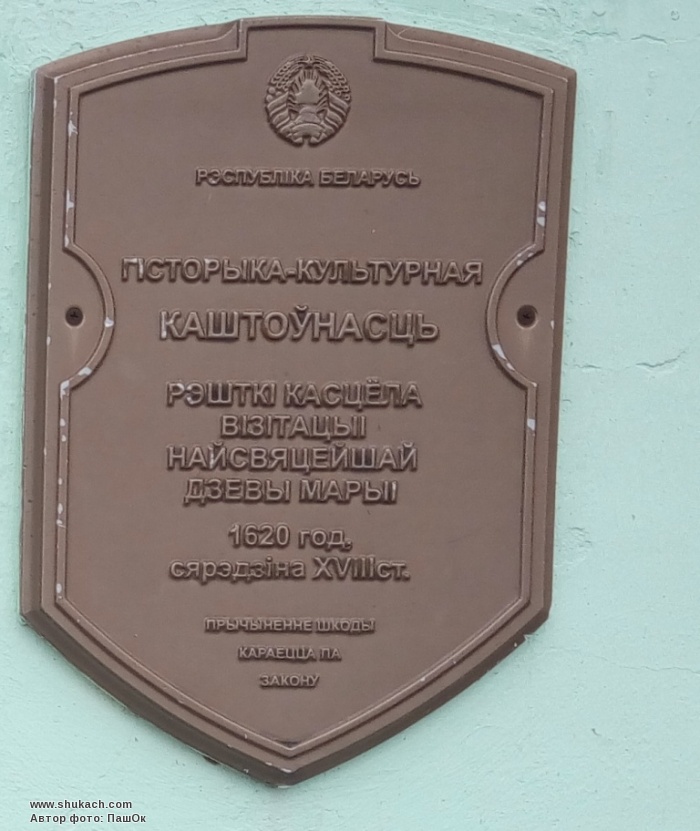 РЭСПУБЛІКА БЕЛАРУСЬ
ГІСТОРЫКА-КУЛЬТУРНАЯ
КАШТОЎНАСЦЬ
РЭШТКІ КАСЦЁЛА
ВІЗІТАЦЫІ
НАЙСВЯЦЕЙШАЙ
ДЗЕВЫ МАРЫІ
1620 год,
сярэдзіна XVIIIст.
ПРЫЧЫНЕННЕ ШКОДЫ
КАРАЕЦЦА ПА
ЗАКОНУ
www.shukach.com
Автор фото: ПашОк